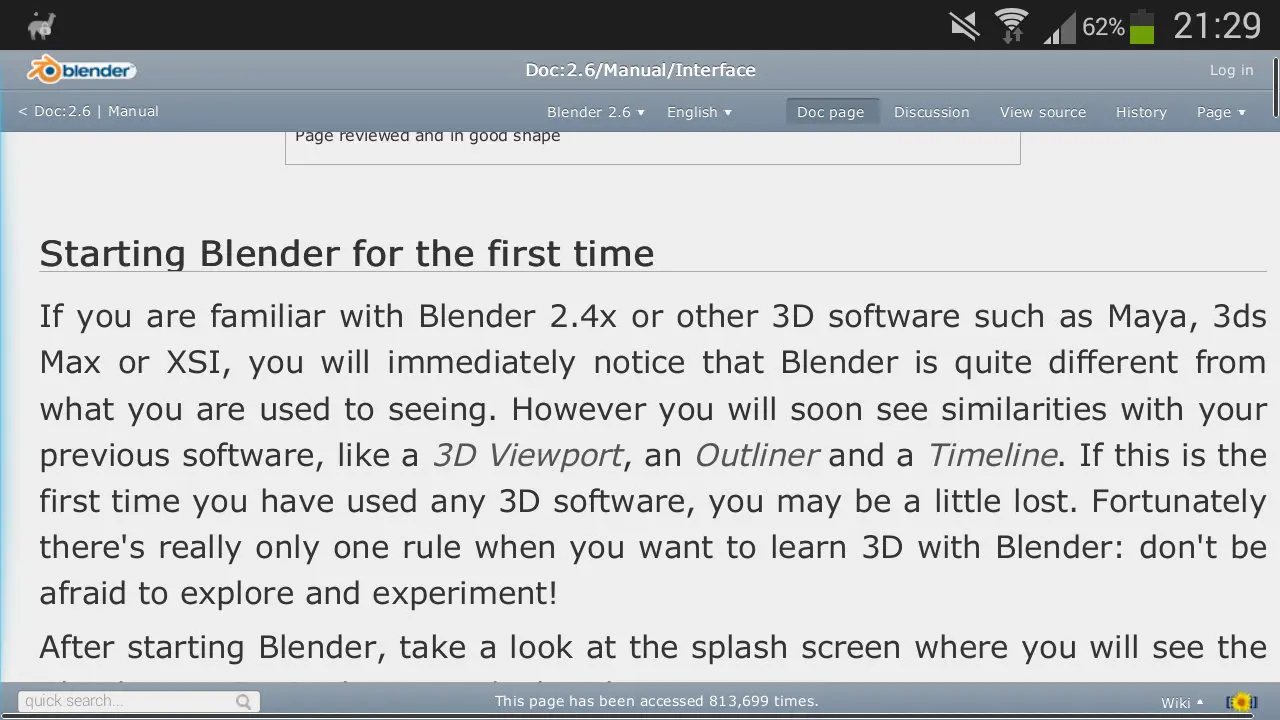 62% 21:29
blender Doc:2.6/Manual/Interface Log in
< Doc:2.6 | Manual Blender 2.6 ▾ English ▾ Doc page Discussion View source History Page ▾
Page reviewed and in good shape
Starting Blender for the first time
If you are familiar with Blender 2.4x or other 3D software such as Maya, 3ds
Max or XSI, you will immediately notice that Blender is quite different from
what you are used to seeing. However you will soon see similarities with your
previous software, like a 3D Viewport, an Outliner and a Timeline. If this is the
first time you have used any 3D software, you may be a little lost. Fortunately
there's really only one rule when you want to learn 3D with Blender: don't be
afraid to explore and experiment!
After starting Blender, take a look at the splash screen where you will see the
quick search... This page has been accessed 813,699 times. Wiki ▴